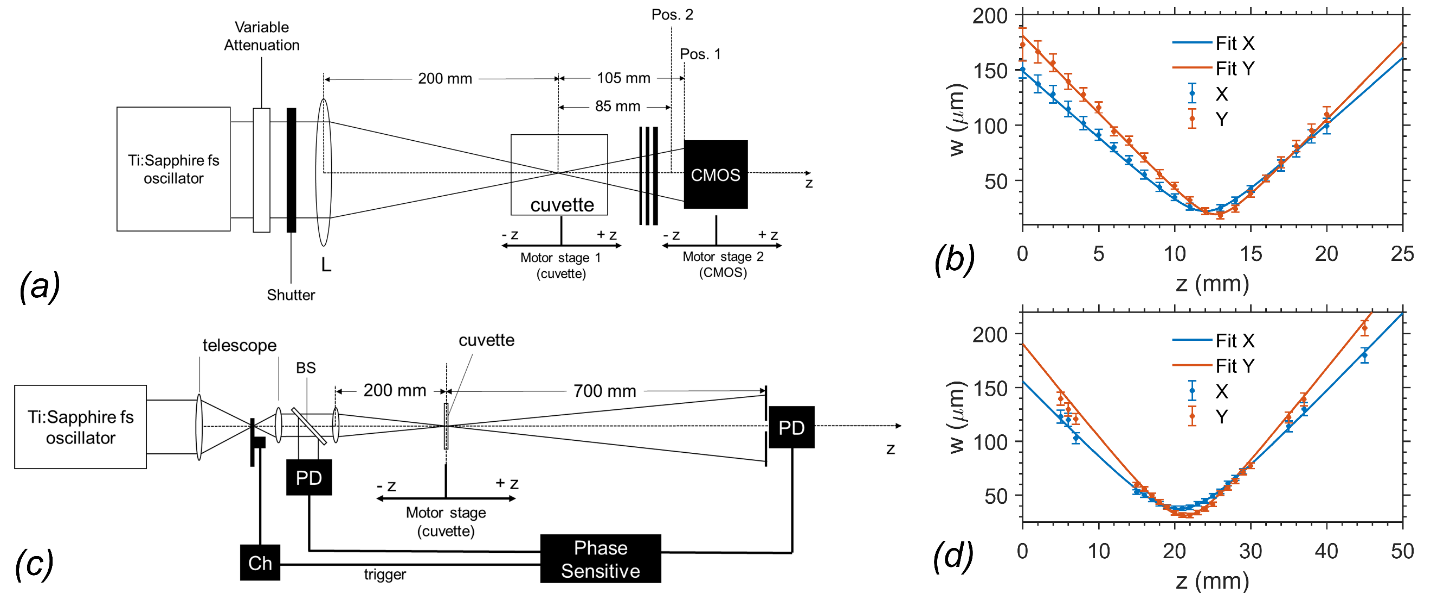 Variable
Attenuation
Pos. 2
Pos. 1
200 mm
105 mm
85 mm
Ti:Sapphire fs
oscillator
cuvette
CMOS
z
- z
+ z
- z
+ z
L
Motor stage 1
(cuvette)
Motor stage 2
(CMOS)
Shutter
(a)
200
150
100
50
w (μm)
Fit X
Fit Y
X
Y
0
5
10
15
20
25
z (mm)
(b)
telescope
BS
cuvette
200 mm
700 mm
Ti:Sapphire fs
oscillator
PD
PD
z
- z
+ z
Motor stage
(cuvette)
Ch
trigger
Phase
Sensitive
(c)
200
150
100
50
w (μm)
Fit X
Fit Y
X
Y
0
10
20
30
40
50
z (mm)
(d)